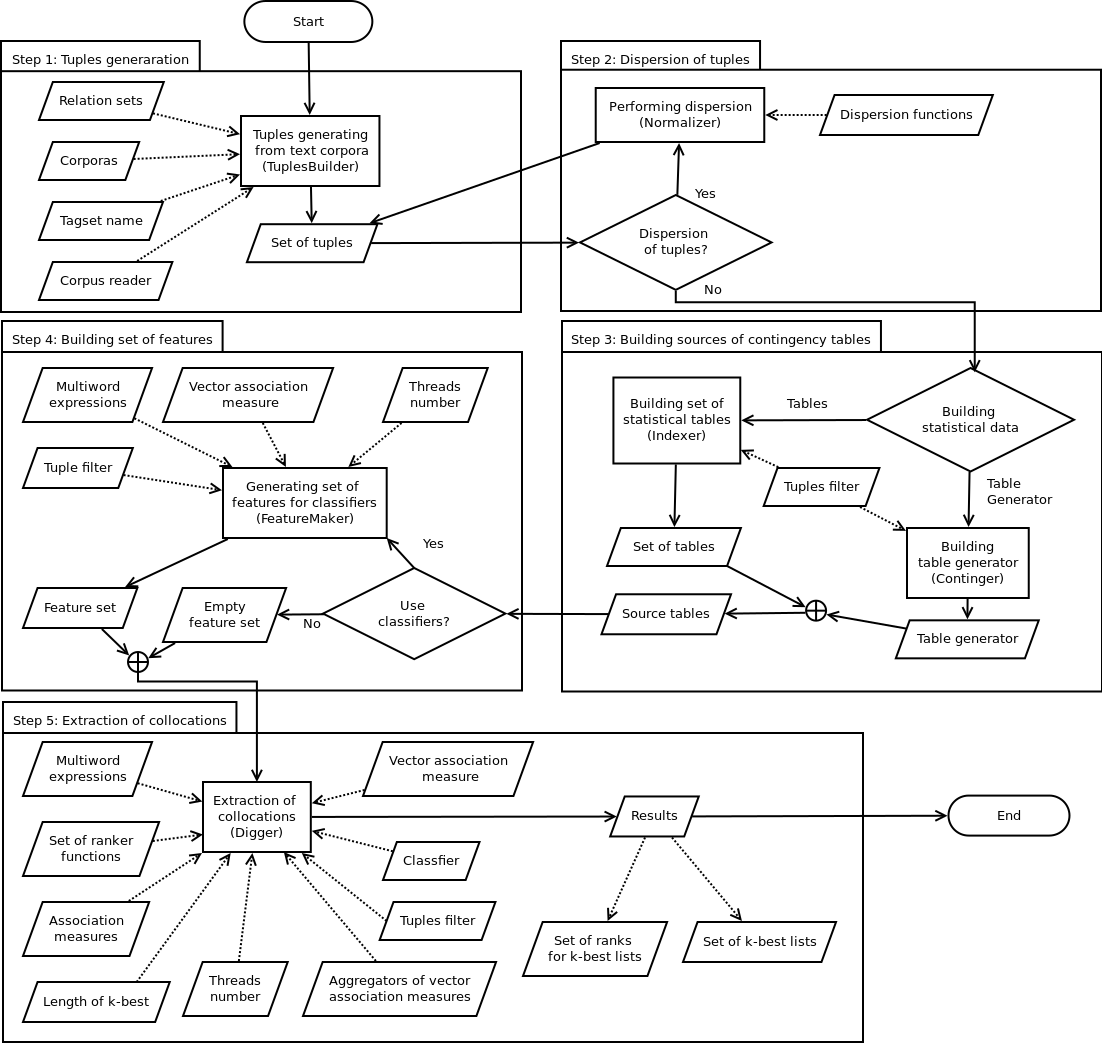 Start
Step 1: Tuples generaration
Relation sets
Corporas
Tagset name
Corpus reader
Tuples generating
from text corpora
(TuplesBuilder)
Set of tuples
Step 2: Dispersion of tuples
Performing dispersion
(Normalizer)
Dispersion functions
Yes
Dispersion
of tuples?
No
Step 3: Building sources of contingency tables
Building set of
statistical tables
(Indexer)
Tables
Building
statistical data
Tuples filter
Table
Generator
Set of tables
Building
table generator
(Continger)
Source tables
Table generator
Step 4: Building set of features
Multiword
expressions
Vector association
measure
Threads
number
Tuple filter
Generating set of
features for classifiers
(FeatureMaker)
Yes
Feature set
Empty
feature set
No
Use
classifiers?
Step 5: Extraction of collocations
Multiword
expressions
Vector association
measure
Extraction of
collocations
(Digger)
Set of ranker
functions
Classfier
Association
measures
Tuples filter
Length of k-best
Threads
number
Aggregators of vector
association measures
Results
Set of ranks
for k-best lists
Set of k-best lists
End